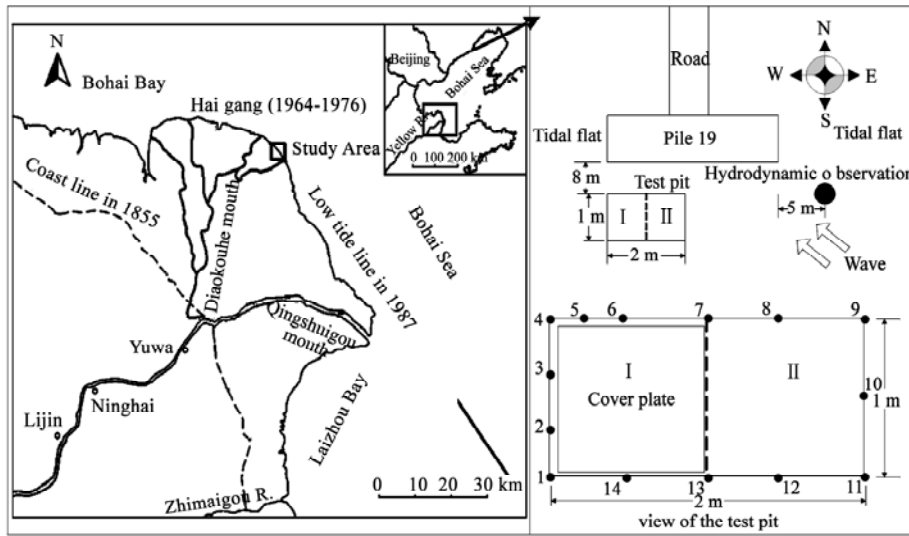 N
Bohai Bay
Hai gang (1964-1976)
Study Area
Coast line in 1855
Diaokouhe mouth
Low tide line in 1987
Bohai Sea
Qingshuigou
mouth
Yuwa
Ninghai
Lijin
Laizhou Bay
Zhimaigou R.
0 10 20 30 km
Beijing
Bohai Sea
Yellow R.
0 100 200 km
Road
N
W E
S
Tidal flat
Pile 19
Tidal flat
8 m
Test pit
Hydrodynamic o bservation
1 m
I II
5 m
2 m
Wave
4 5 6 7 8 9
3
I
II
10
Cover plate
1 m
2
1 14 13 12 11
2 m
view of the test pit